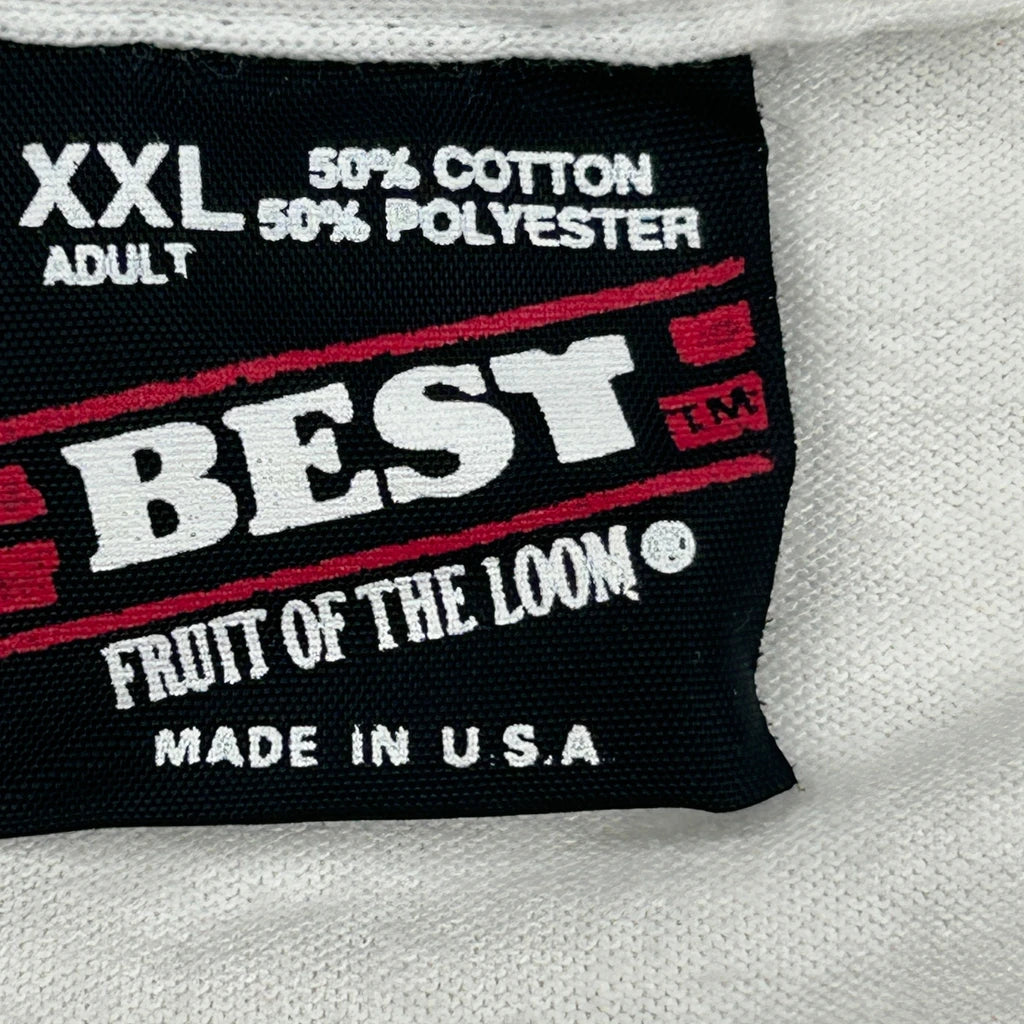 XXL
ADULT
50% COTTON
50% POLYESTER
BEST
TM
FRUIT OF THE LOOM®
MADE IN U.S.A